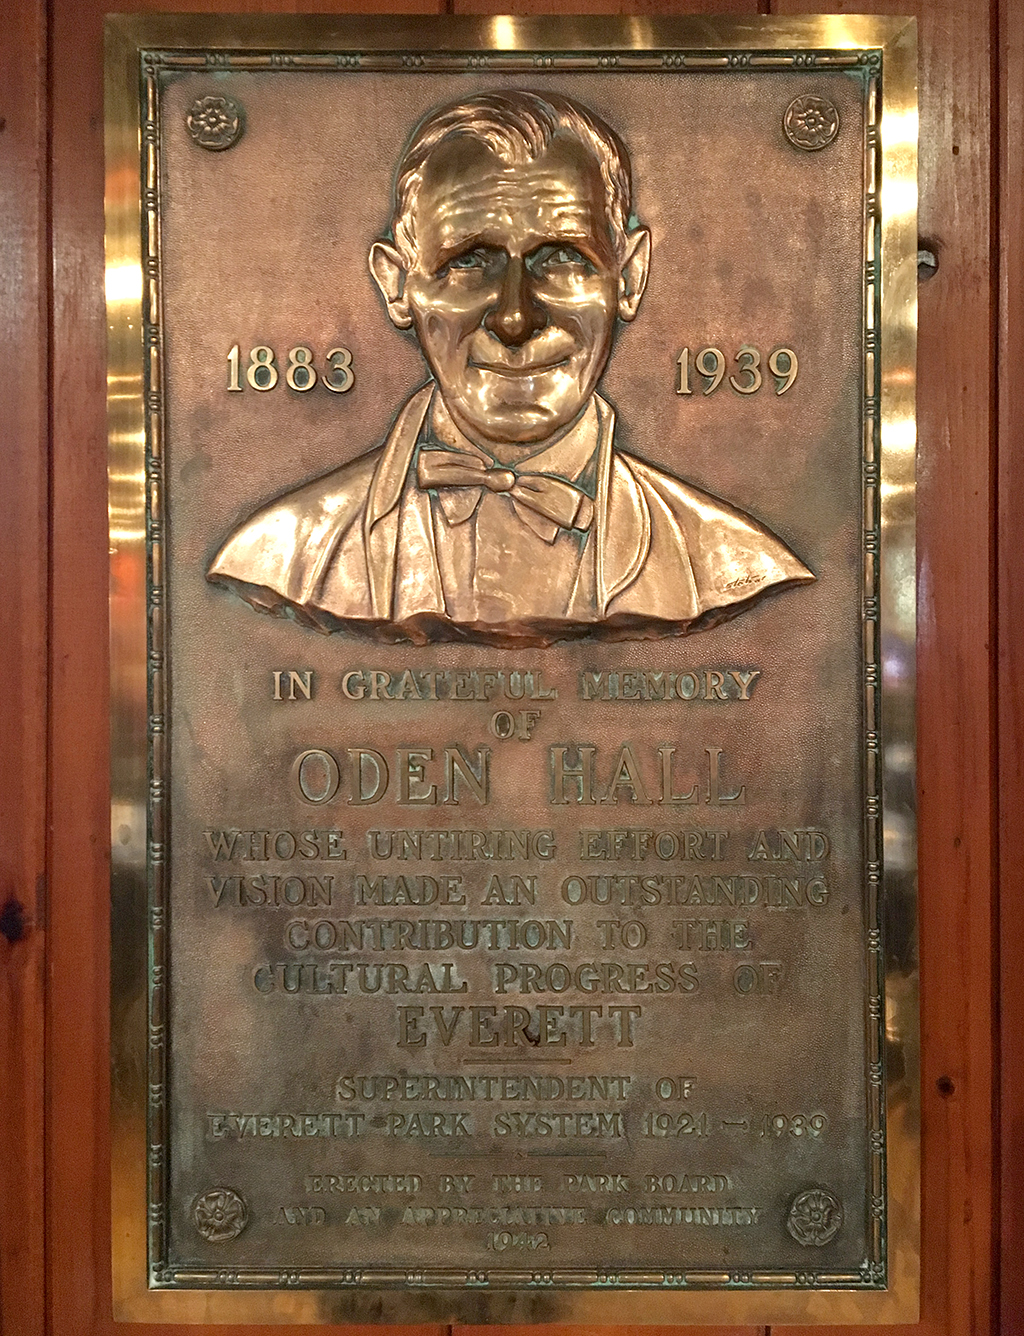 1883 1939
IN GRATEFUL MEMORY
OF
ODEN HALL
WHOSE UNTIRING EFFORT AND
VISION MADE AN OUTSTANDING
CONTRIBUTION TO THE
CULTURAL PROGRESS OF
EVERETT
SUPERINTENDENT OF
EVERETT PARK SYSTEM 1921 – 1939
ERECTED BY THE PARK BOARD
AND AN APPRECIATIVE COMMUNITY
1942